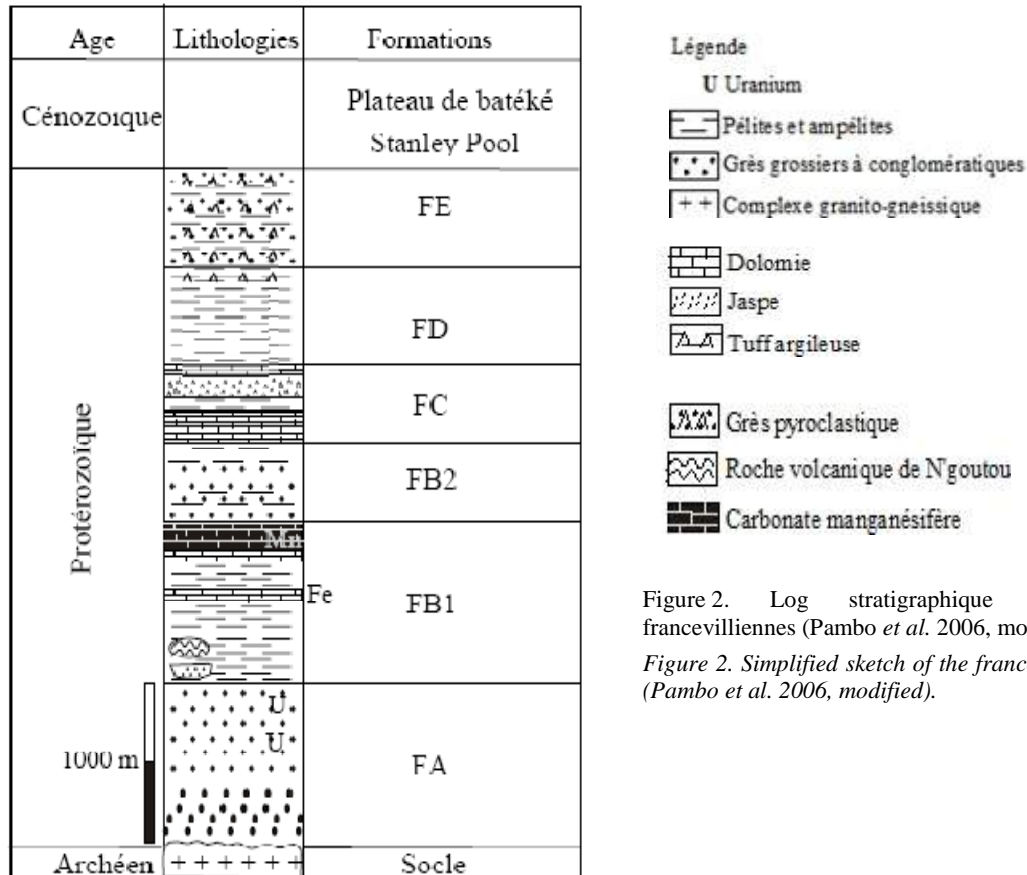 Age Lithologies Formations
Cénozoique
Plateau de batéké
Stanley Pool
Protérozoïque
FE
FD
FC
FB2
Mn
Fe
FB1
U
U
1000 m
FA
Archéen
Socle
Légende
U Uranium
Pélites et ampélites
Grès grossiers à conglomératiques
Complexe granito-gneissique
Dolomie
Jaspe
Tuff argileuse
Grès pyroclastique
Roche volcanique de N'goutou
Carbonate manganésifère
Figure 2. Log stratigraphique
francevilliennes (Pambo et al. 2006, mo
Figure 2. Simplified sketch of the franc
(Pambo et al. 2006, modified).